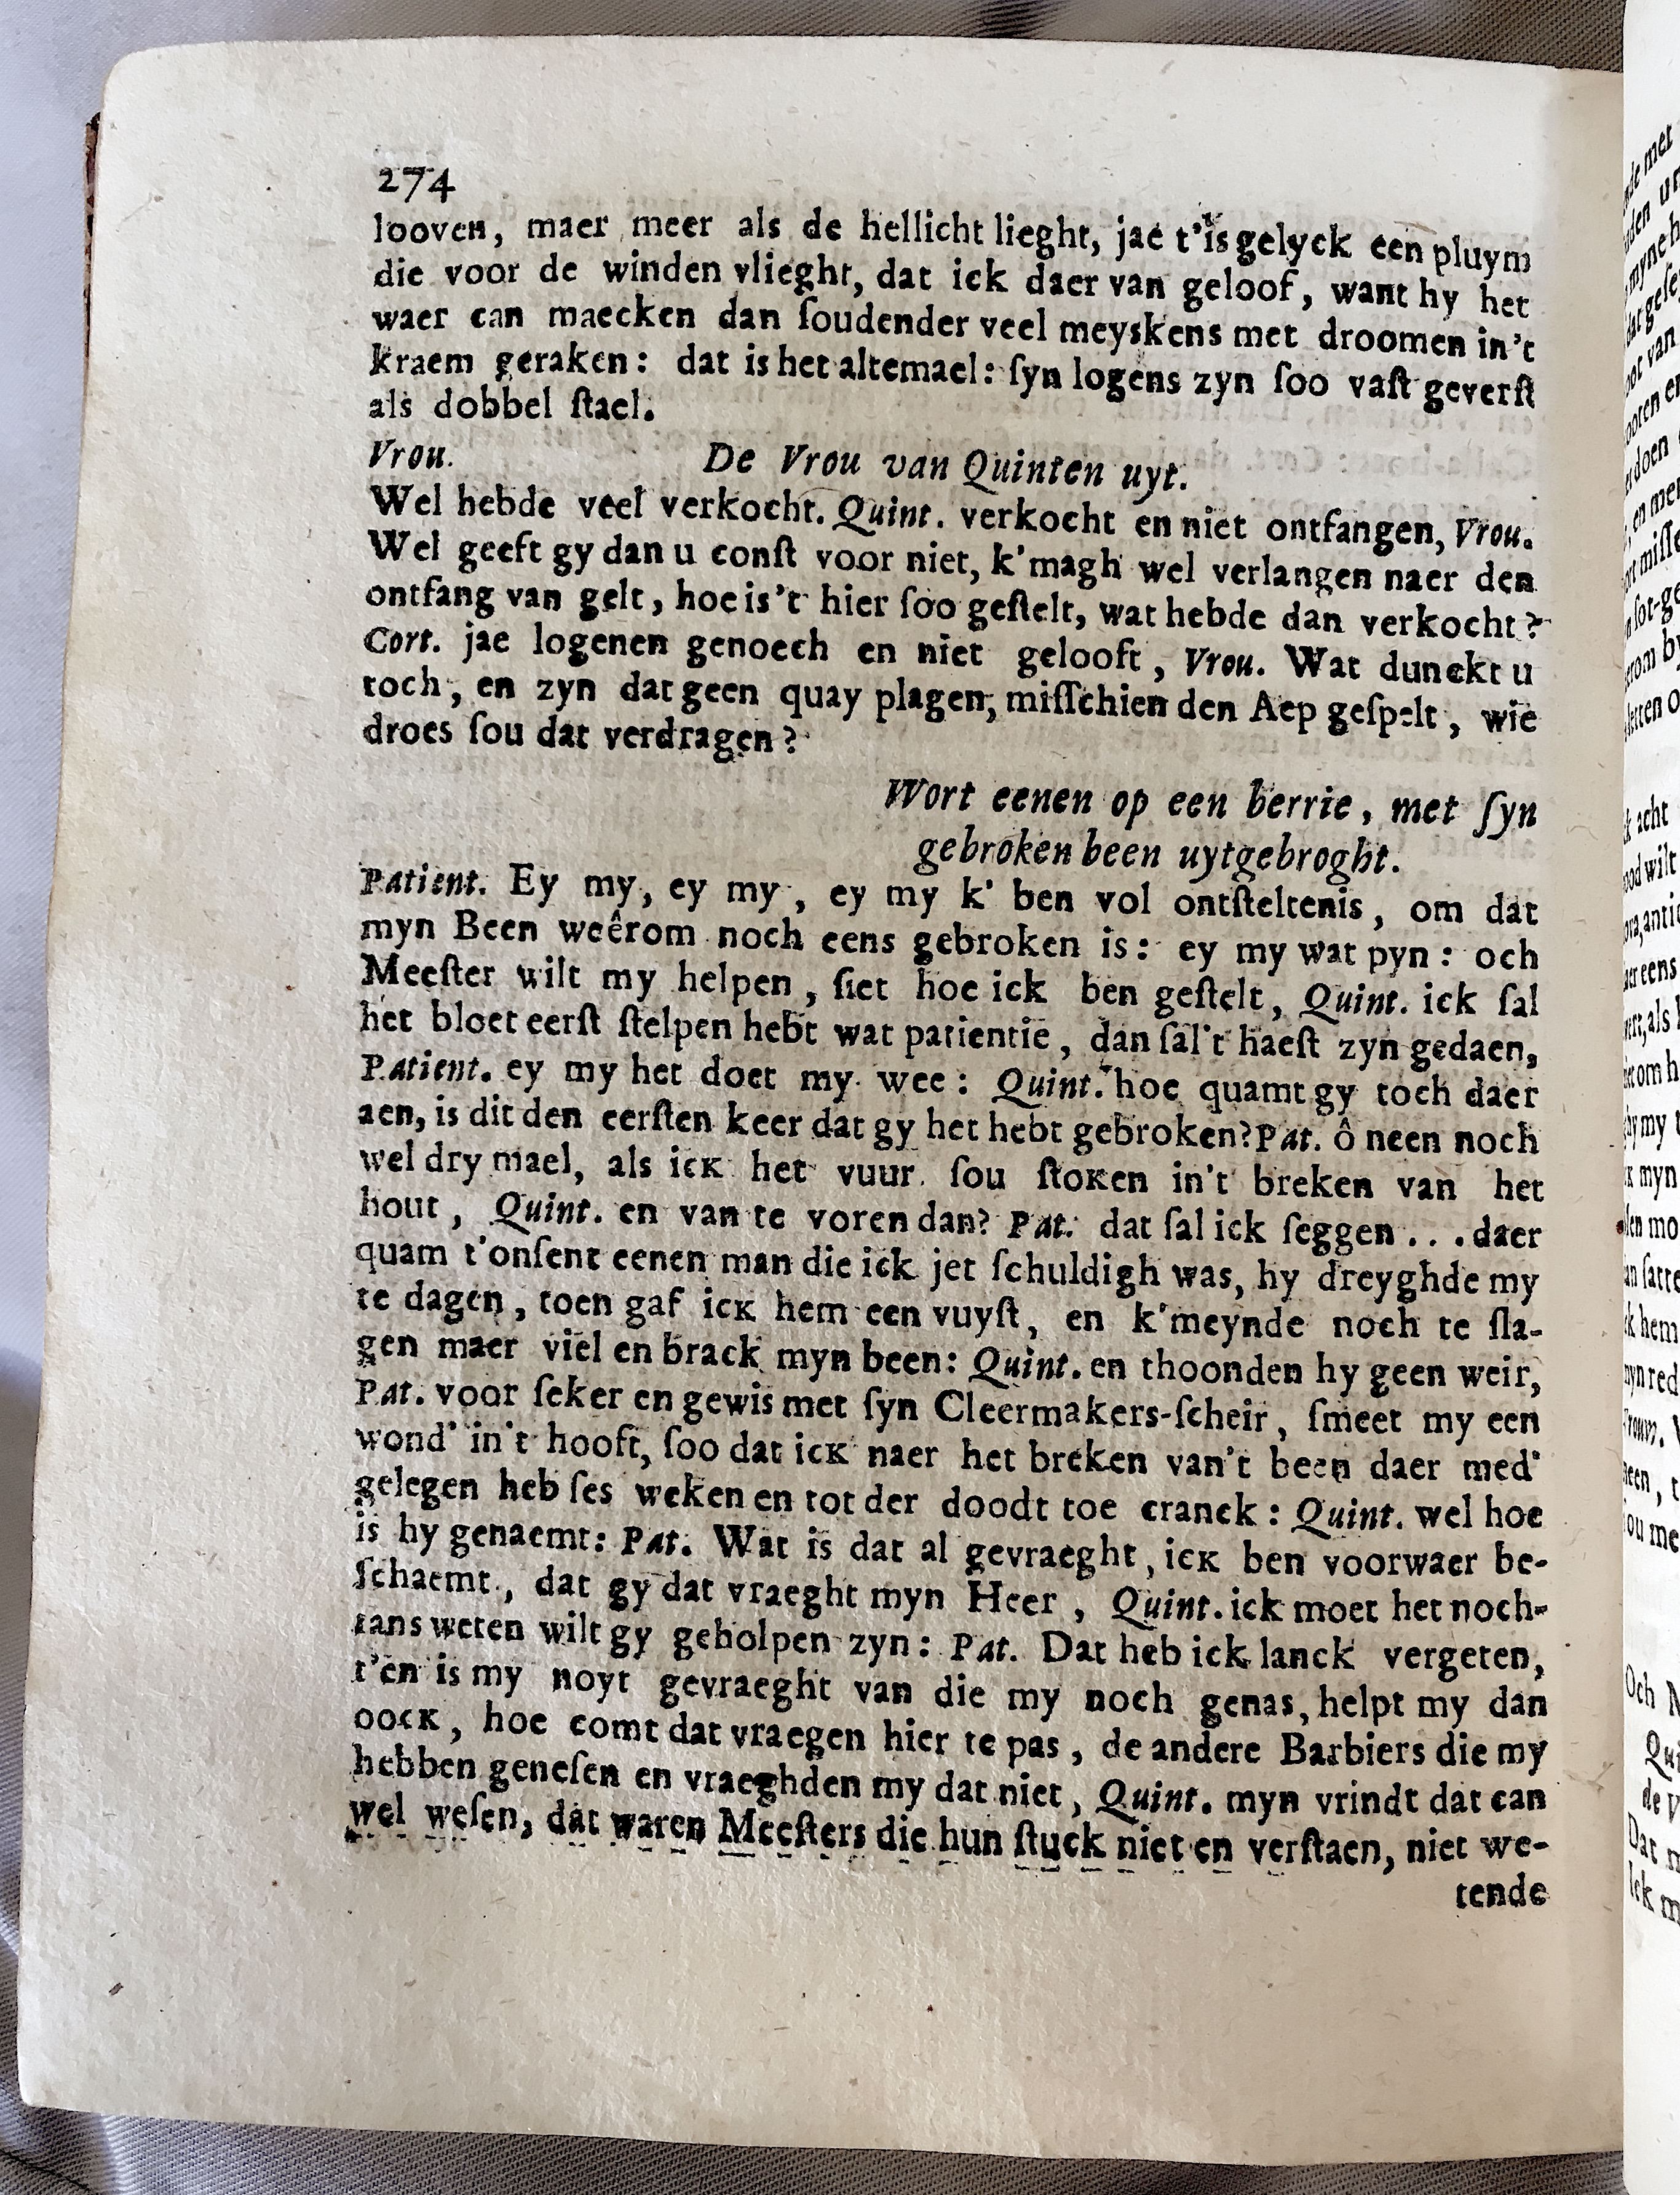 274
looven, maer meer als de hellicht lieght, jae t'is gelyck een pluym
die voor de winden vlieght, dat ick daer van geloof, want hy het
waer can maecken dan ſoudender veel meyskens met droomen in't
kraem geraken: dat is het altemael: ſyn logens zyn ſoo vaſt geverſt
als dobbel ſtael.
Vrou. De Vrou van Quinten uyt.
Wel hebde veel verkocht. Quint. verkocht en niet ontfangen, Vrou.
Wel geeft gy dan u conſt voor niet, k'magh wel verlangen naer den
ontfang van gelt, hoe is't hier ſoo geſtelt, wat hebde dan verkocht?
Cort. jae logenen genoech en niet gelooft, Vrou. Wat dunckt u
toch, en zyn dat geen quay plagen, miſſchien den Aep geſpelt, wie
droes ſou dat verdragen?
Wort eenen op een berrie, met ſyn
gebroken been uytgebroght.
Patient. Ey my, ey my, ey my k' ben vol ontſteltenis, om dat
myn Been weêrom noch eens gebroken is: ey my wat pyn: och
Meeſter wilt my helpen, ſiet hoe ick ben geſtelt, Quint. ick ſal
het bloet eerſt ſtelpen hebt wat patientie, dan ſal't haeſt zyn gedaen,
Patient. ey my het doet my wee: Quint. hoe quamt gy toch daer
aen, is dit den eerſten keer dat gy het hebt gebroken? Pat. ô neen noch
wel dry mael, als ick het vuur ſou ſtoken in't breken van het
hout, Quint. en van te voren dan? Pat. dat ſal ick ſeggen... daer
quam t'onſent eenen man die ick jet ſchuldigh was, hy dreyghde my
te dagen, toen gaf ick hem een vuyſt, en k'meynde noch te ſla-
gen maer viel en brack myn been: Quint. en thoonden hy geen weir,
Pat. voor ſeker en gewis met ſyn Cleermakers-ſcheir, ſmeet my een
wond' in't hooft, ſoo dat ick naer het breken van't been daer med'
gelegen heb ſes weken en tot der doodt toe cranck: Quint. wel hoe
is hy genaemt: Pat. Wat is dat al gevraeght, ick ben voorwaer be-
ſchaemt, dat gy dat vraeght myn Heer, Quint. ick moet het noch-
tans weten wilt gy geholpen zyn: Pat. Dat heb ick lanck vergeten,
t'en is my noyt gevraeght van die my noch genas, helpt my dan
oock, hoe comt dat vraegen hier te pas, de andere Barbiers die my
hebben geneſen en vraeghden my dat niet, Quint. myn vrindt dat can
wel weſen, dat waren Meeſters die hun ſtuck niet en verſtaen, niet we-
tende